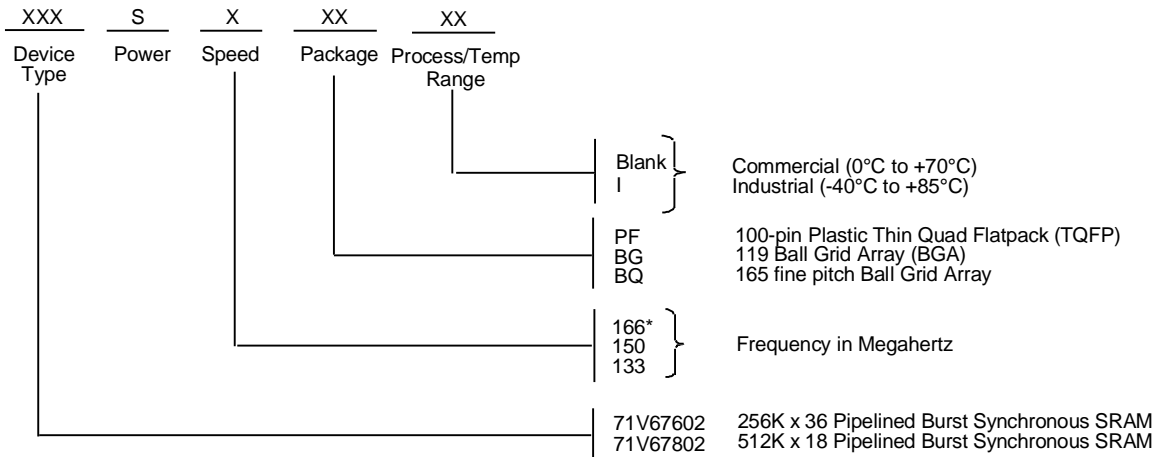 XXX S X XX XX
Device Type Power Speed Package Process/Temp Range
Blank Commercial (0°C to +70°C)
I Industrial (-40°C to +85°C)
PF 100-pin Plastic Thin Quad Flatpack (TQFP)
BG 119 Ball Grid Array (BGA)
BQ 165 fine pitch Ball Grid Array
166*
150 Frequency in Megahertz
133
71V67602 256K x 36 Pipelined Burst Synchronous SRAM
71V67802 512K x 18 Pipelined Burst Synchronous SRAM